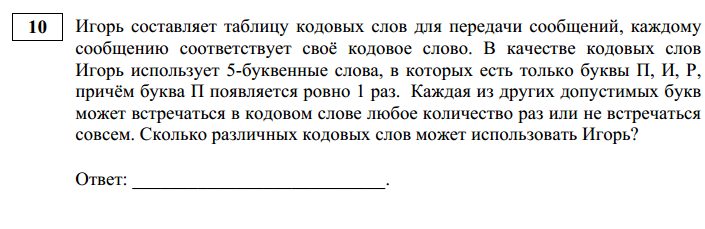 10 Игорь составляет таблицу кодовых слов для передачи сообщений, каждому
сообщению соответствует своё кодовое слово. В качестве кодовых слов
Игорь использует 5-буквенные слова, в которых есть только буквы П, И, Р,
причём буква П появляется ровно 1 раз. Каждая из других допустимых букв
может встречаться в кодовом слове любое количество раз или не встречаться
совсем. Сколько различных кодовых слов может использовать Игорь?
Ответ: ___________________________.